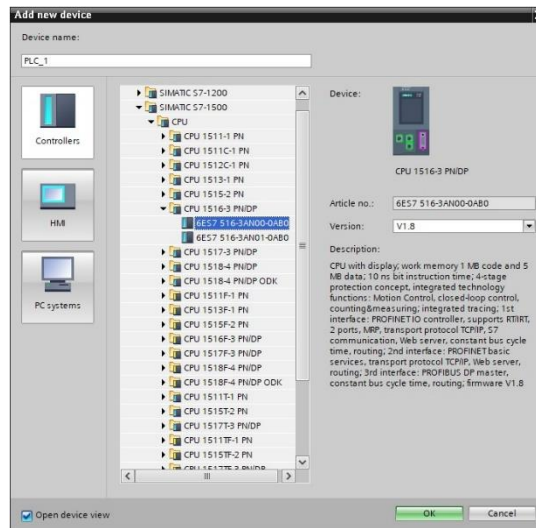 Add new device
Device name:
PLC_1
Controllers
HMI
PC systems
SIMATIC S7-1200
SIMATIC S7-1500
CPU
CPU 1511-1 PN
CPU 1511C-1 PN
CPU 1512C-1 PN
CPU 1513-1 PN
CPU 1515-2 PN
CPU 1516-3 PN/DP
6ES7 516-3AN00-0AB0
6ES7 516-3AN01-0AB0
CPU 1517-3 PN/DP
CPU 1518-4 PN/DP
CPU 1518-4 PN/DP ODK
CPU 1511F-1 PN
CPU 1513F-1 PN
CPU 1515F-2 PN
CPU 1516F-3 PN/DP
CPU 1517F-3 PN/DP
CPU 1518F-4 PN/DP
CPU 1518F-4 PN/DP ODK
CPU 1511T-1 PN
CPU 1515T-2 PN
CPU 1517T-3 PN/DP
CPU 1511TF-1 PN
CPU 1515TF-2 PN
CPU 1517TF-3 PN/DP
Device:
CPU 1516-3 PN/DP
Article no.: 6ES7 516-3AN00-0AB0
Version: V1.8
Description:
CPU with display; work memory 1 MB code and 5
MB data; 10 ns bit instruction time; 4-stage
protection concept, integrated technology
functions: Motion Control, closed-loop control,
counting&measuring; integrated tracing; 1st
interface: PROFINET IO controller, supports RT/IRT,
2 ports, MRP, transport protocol TCP/IP, S7
communication, Web server, constant bus cycle
time, routing; 2nd interface: PROFINET basic
services, transport protocol TCP/IP, Web server,
routing; 3rd interface: PROFIBUS DP master,
constant bus cycle time, routing; firmware V1.8
Open device view
OK
Cancel